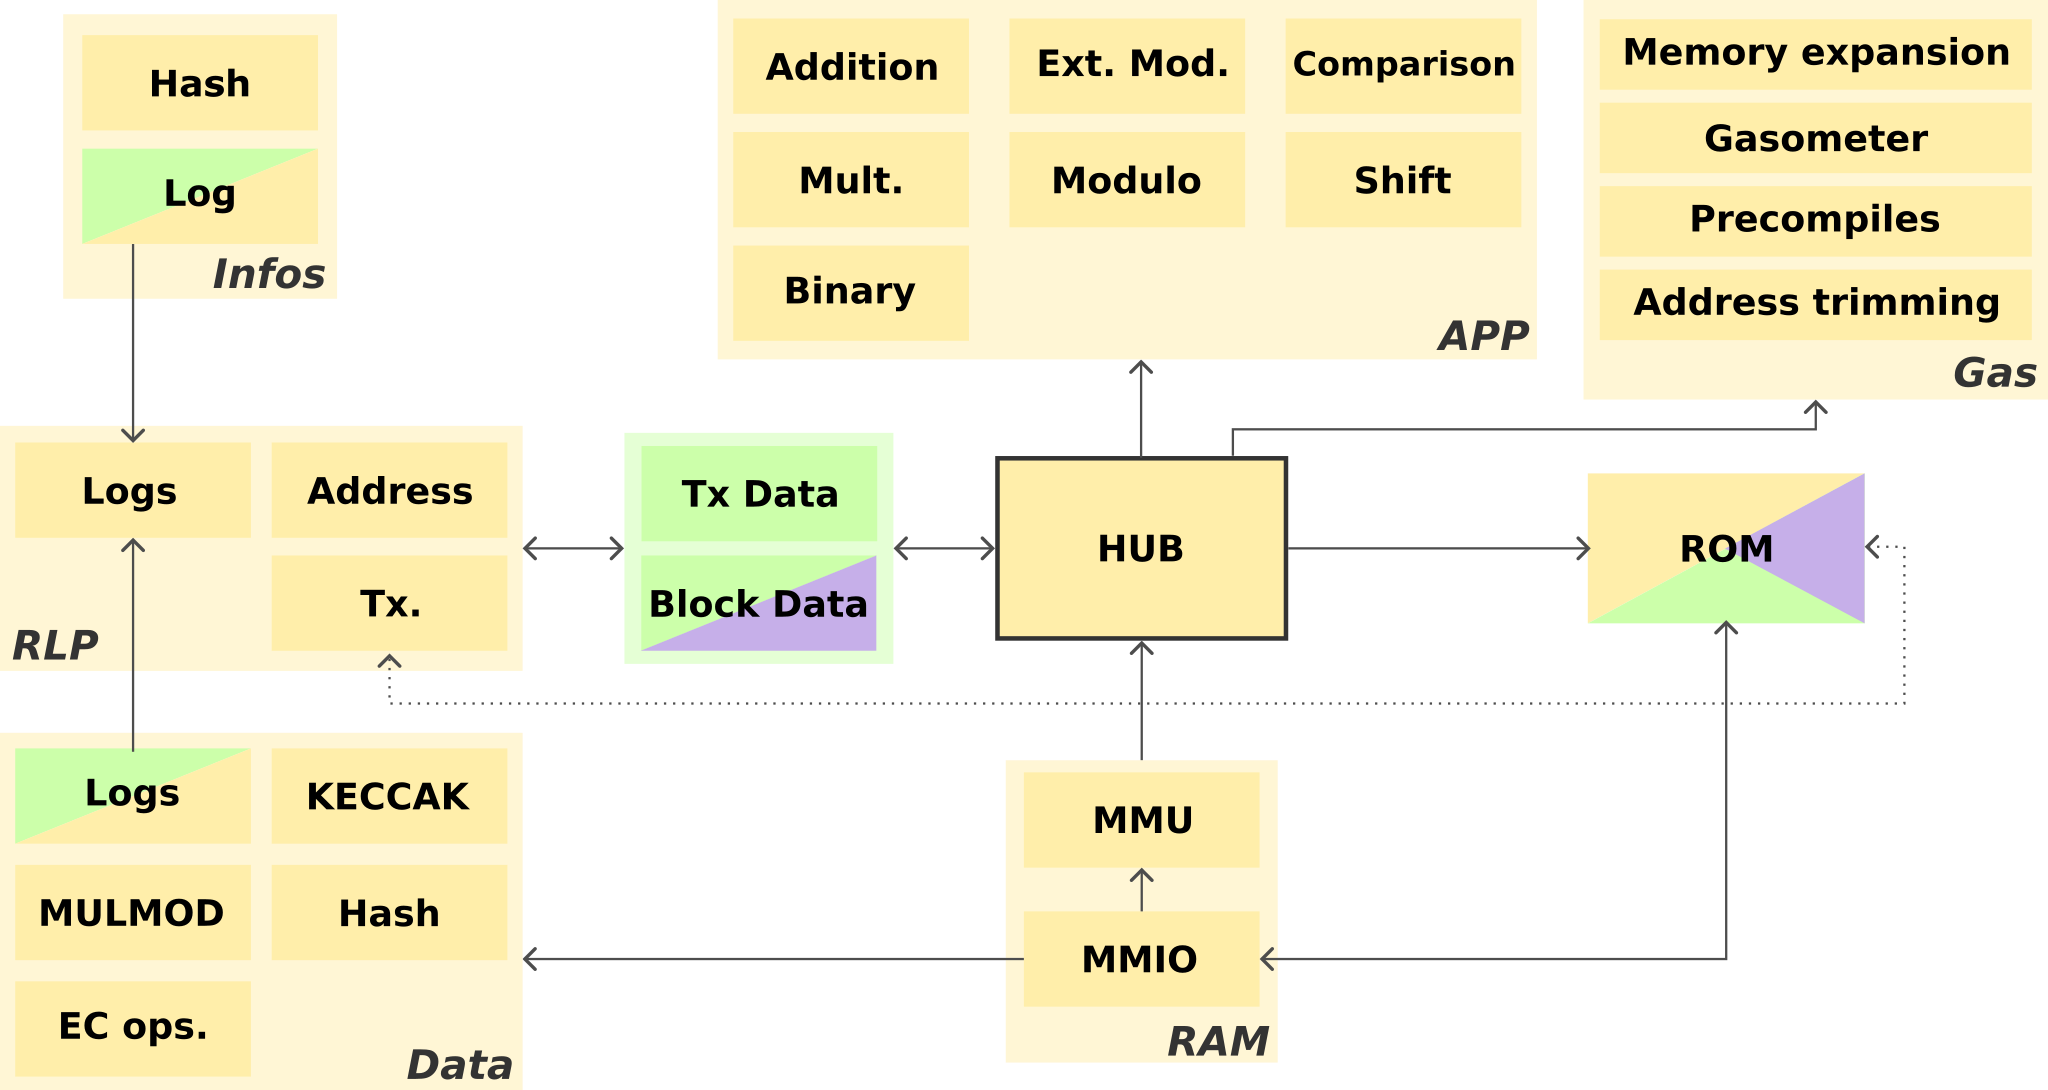 Hash
Log
Infos
Addition
Ext. Mod.
Comparison
Mult.
Modulo
Shift
Binary
APP
Memory expansion
Gasometer
Precompiles
Address trimming
Gas
Logs
Address
Tx.
RLP
Tx Data
Block Data
HUB
ROM
Logs
KECCAK
MULMOD
Hash
EC ops.
Data
MMU
MMIO
RAM